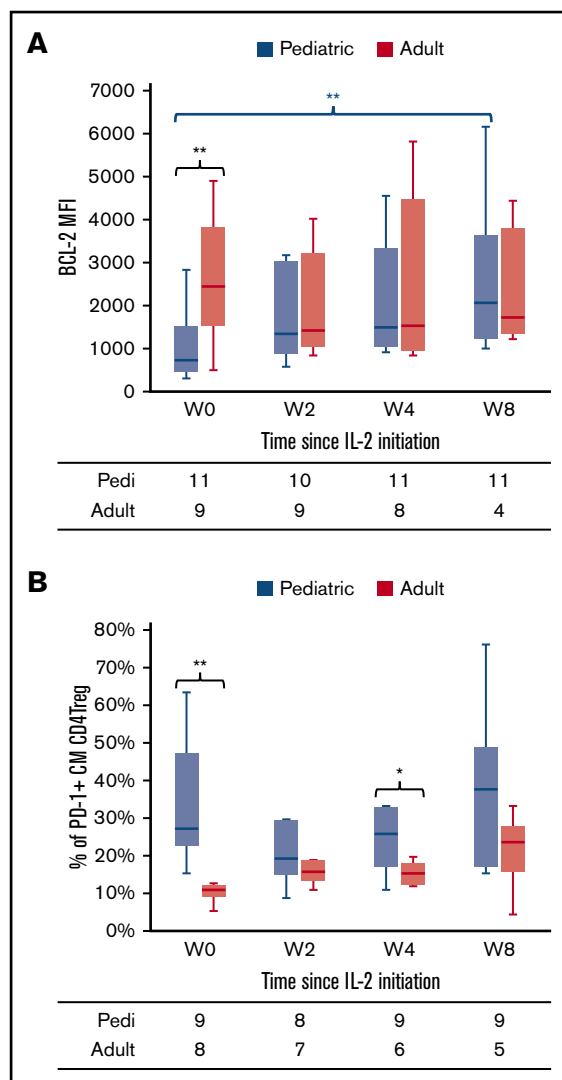 A
Pediatric Adult
7000
6000
5000
4000
3000
2000
1000
0
BCL-2 MFI
**
**
W0 W2 W4 W8
Time since IL-2 initiation
Pedi 11 10 11 11
Adult 9 9 8 4
B
Pediatric Adult
80%
70%
60%
50%
40%
30%
20%
10%
0%
% of PD-1+ CM CD4Treg
**
*
W0 W2 W4 W8
Time since IL-2 initiation
Pedi 9 8 9 9
Adult 8 7 6 5